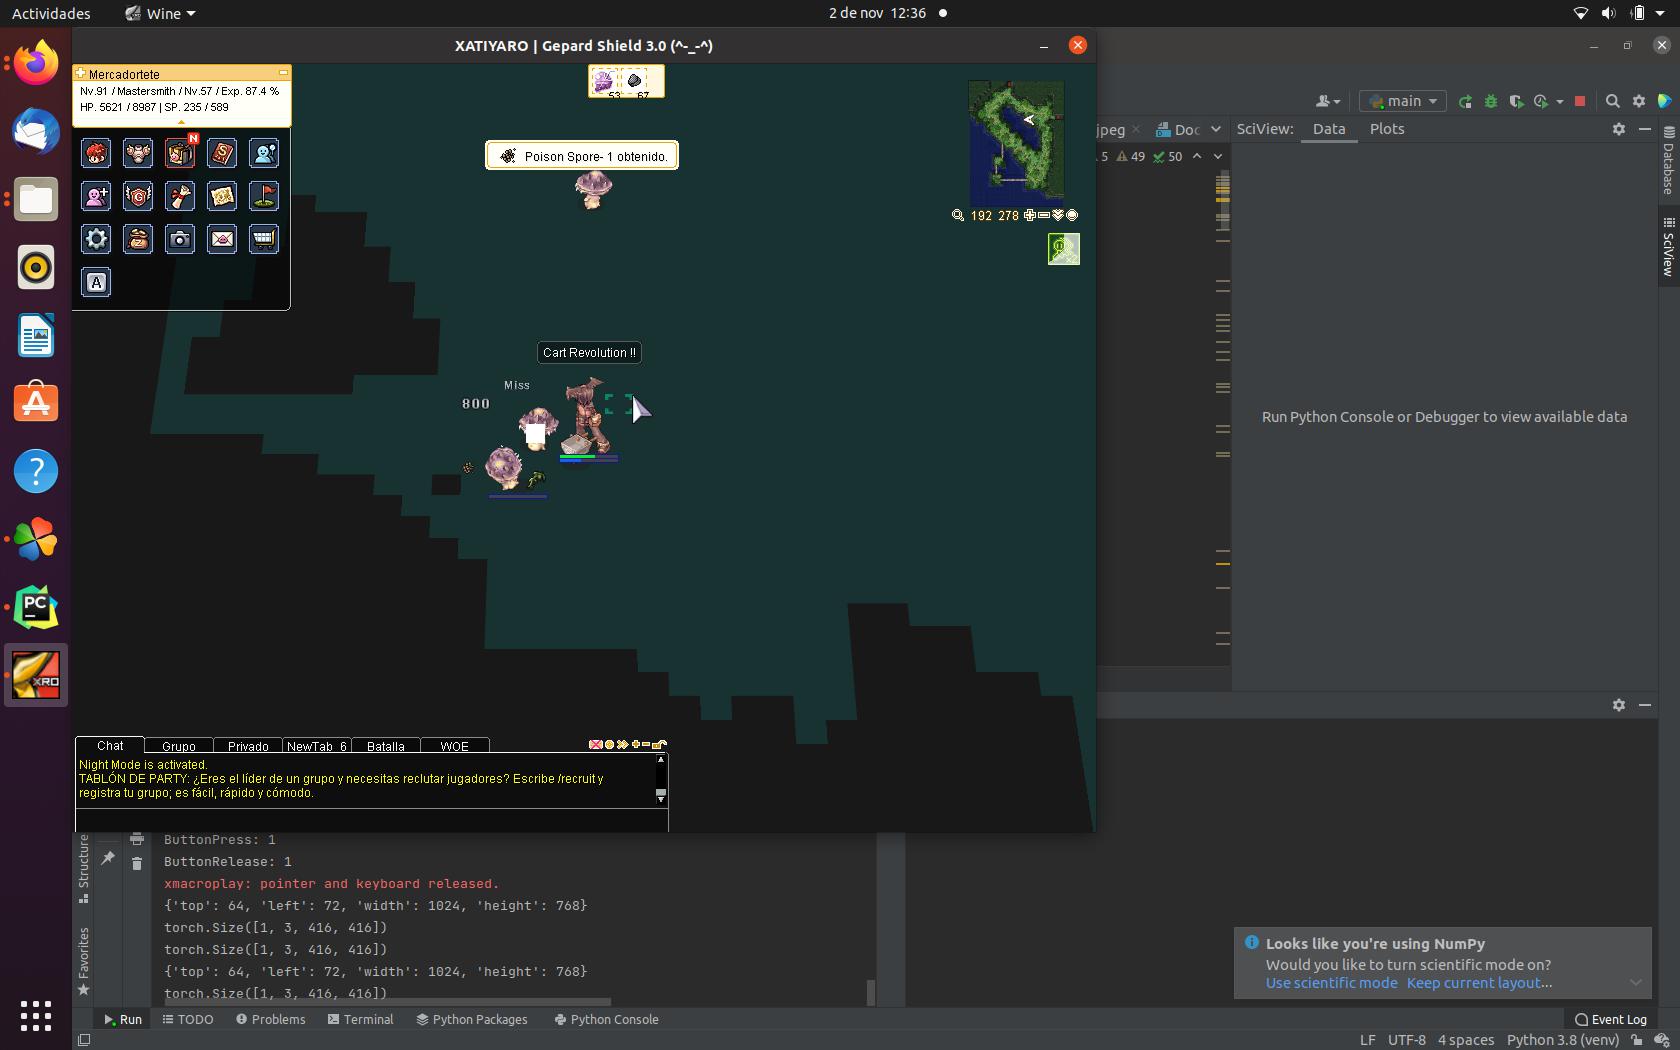 Actividades
Wine
2 de nov 12:36
XATIYARO | Gepard Shield 3.0 (^-_-^)
Mercadortete
Nv.91 / Mastersmith / Nv.57 / Exp. 87.4 %
HP. 5621 / 8987 | SP. 235 / 589
N
A
53
67
Poison Spore- 1 obtenido.
192 278
x2
Cart Revolution !!
Miss
800
PC
XRO
main
jpeg
Doc
SciView:
Data
Plots
5
49
50
Database
SciView
Run Python Console or Debugger to view available data
Chat
Grupo
Privado
NewTab_6
Batalla
WOE
Night Mode is activated.
TABLÓN DE PARTY: ¿Eres el líder de un grupo y necesitas reclutar jugadores? Escribe /recruit y
registra tu grupo; es fácil, rápido y cómodo.
ButtonPress: 1
ButtonRelease: 1
xmacroplay: pointer and keyboard released.
{'top': 64, 'left': 72, 'width': 1024, 'height': 768}
torch.Size([1, 3, 416, 416])
torch.Size([1, 3, 416, 416])
{'top': 64, 'left': 72, 'width': 1024, 'height': 768}
torch.Size([1, 3, 416, 416])
Structure
Favorites
Looks like you're using NumPy
Would you like to turn scientific mode on?
Use scientific mode Keep current layout...
Run
TODO
Problems
Terminal
Python Packages
Python Console
Event Log
LF UTF-8 4 spaces Python 3.8 (venv)